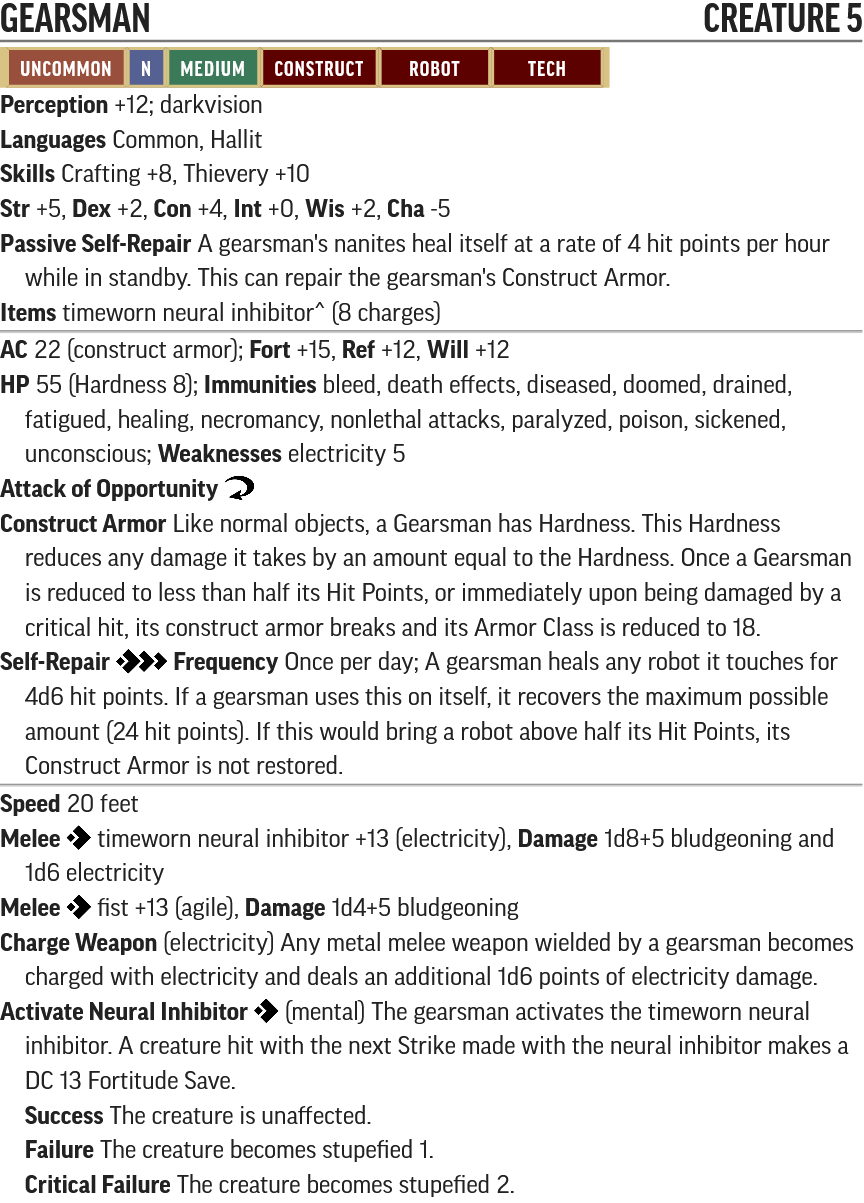 GEARSMAN CREATURE 5
UNCOMMON N MEDIUM CONSTRUCT ROBOT TECH
Perception +12; darkvision
Languages Common, Hallit
Skills Crafting +8, Thievery +10
Str +5, Dex +2, Con +4, Int +0, Wis +2, Cha -5
Passive Self-Repair A gearsman's nanites heal itself at a rate of 4 hit points per hour
while in standby. This can repair the gearsman's Construct Armor.
Items timeworn neural inhibitor^ (8 charges)
AC 22 (construct armor); Fort +15, Ref +12, Will +12
HP 55 (Hardness 8); Immunities bleed, death effects, diseased, doomed, drained,
fatigued, healing, necromancy, nonlethal attacks, paralyzed, poison, sickened,
unconscious; Weaknesses electricity 5
Attack of Opportunity
Construct Armor Like normal objects, a Gearsman has Hardness. This Hardness
reduces any damage it takes by an amount equal to the Hardness. Once a Gearsman
is reduced to less than half its Hit Points, or immediately upon being damaged by a
critical hit, its construct armor breaks and its Armor Class is reduced to 18.
Self-Repair Frequency Once per day; A gearsman heals any robot it touches for
4d6 hit points. If a gearsman uses this on itself, it recovers the maximum possible
amount (24 hit points). If this would bring a robot above half its Hit Points, its
Construct Armor is not restored.
Speed 20 feet
Melee timeworn neural inhibitor +13 (electricity), Damage 1d8+5 bludgeoning and
1d6 electricity
Melee fist +13 (agile), Damage 1d4+5 bludgeoning
Charge Weapon (electricity) Any metal melee weapon wielded by a gearsman becomes
charged with electricity and deals an additional 1d6 points of electricity damage.
Activate Neural Inhibitor (mental) The gearsman activates the timeworn neural
inhibitor. A creature hit with the next Strike made with the neural inhibitor makes a
DC 13 Fortitude Save.
Success The creature is unaffected.
Failure The creature becomes stupefied 1.
Critical Failure The creature becomes stupefied 2.